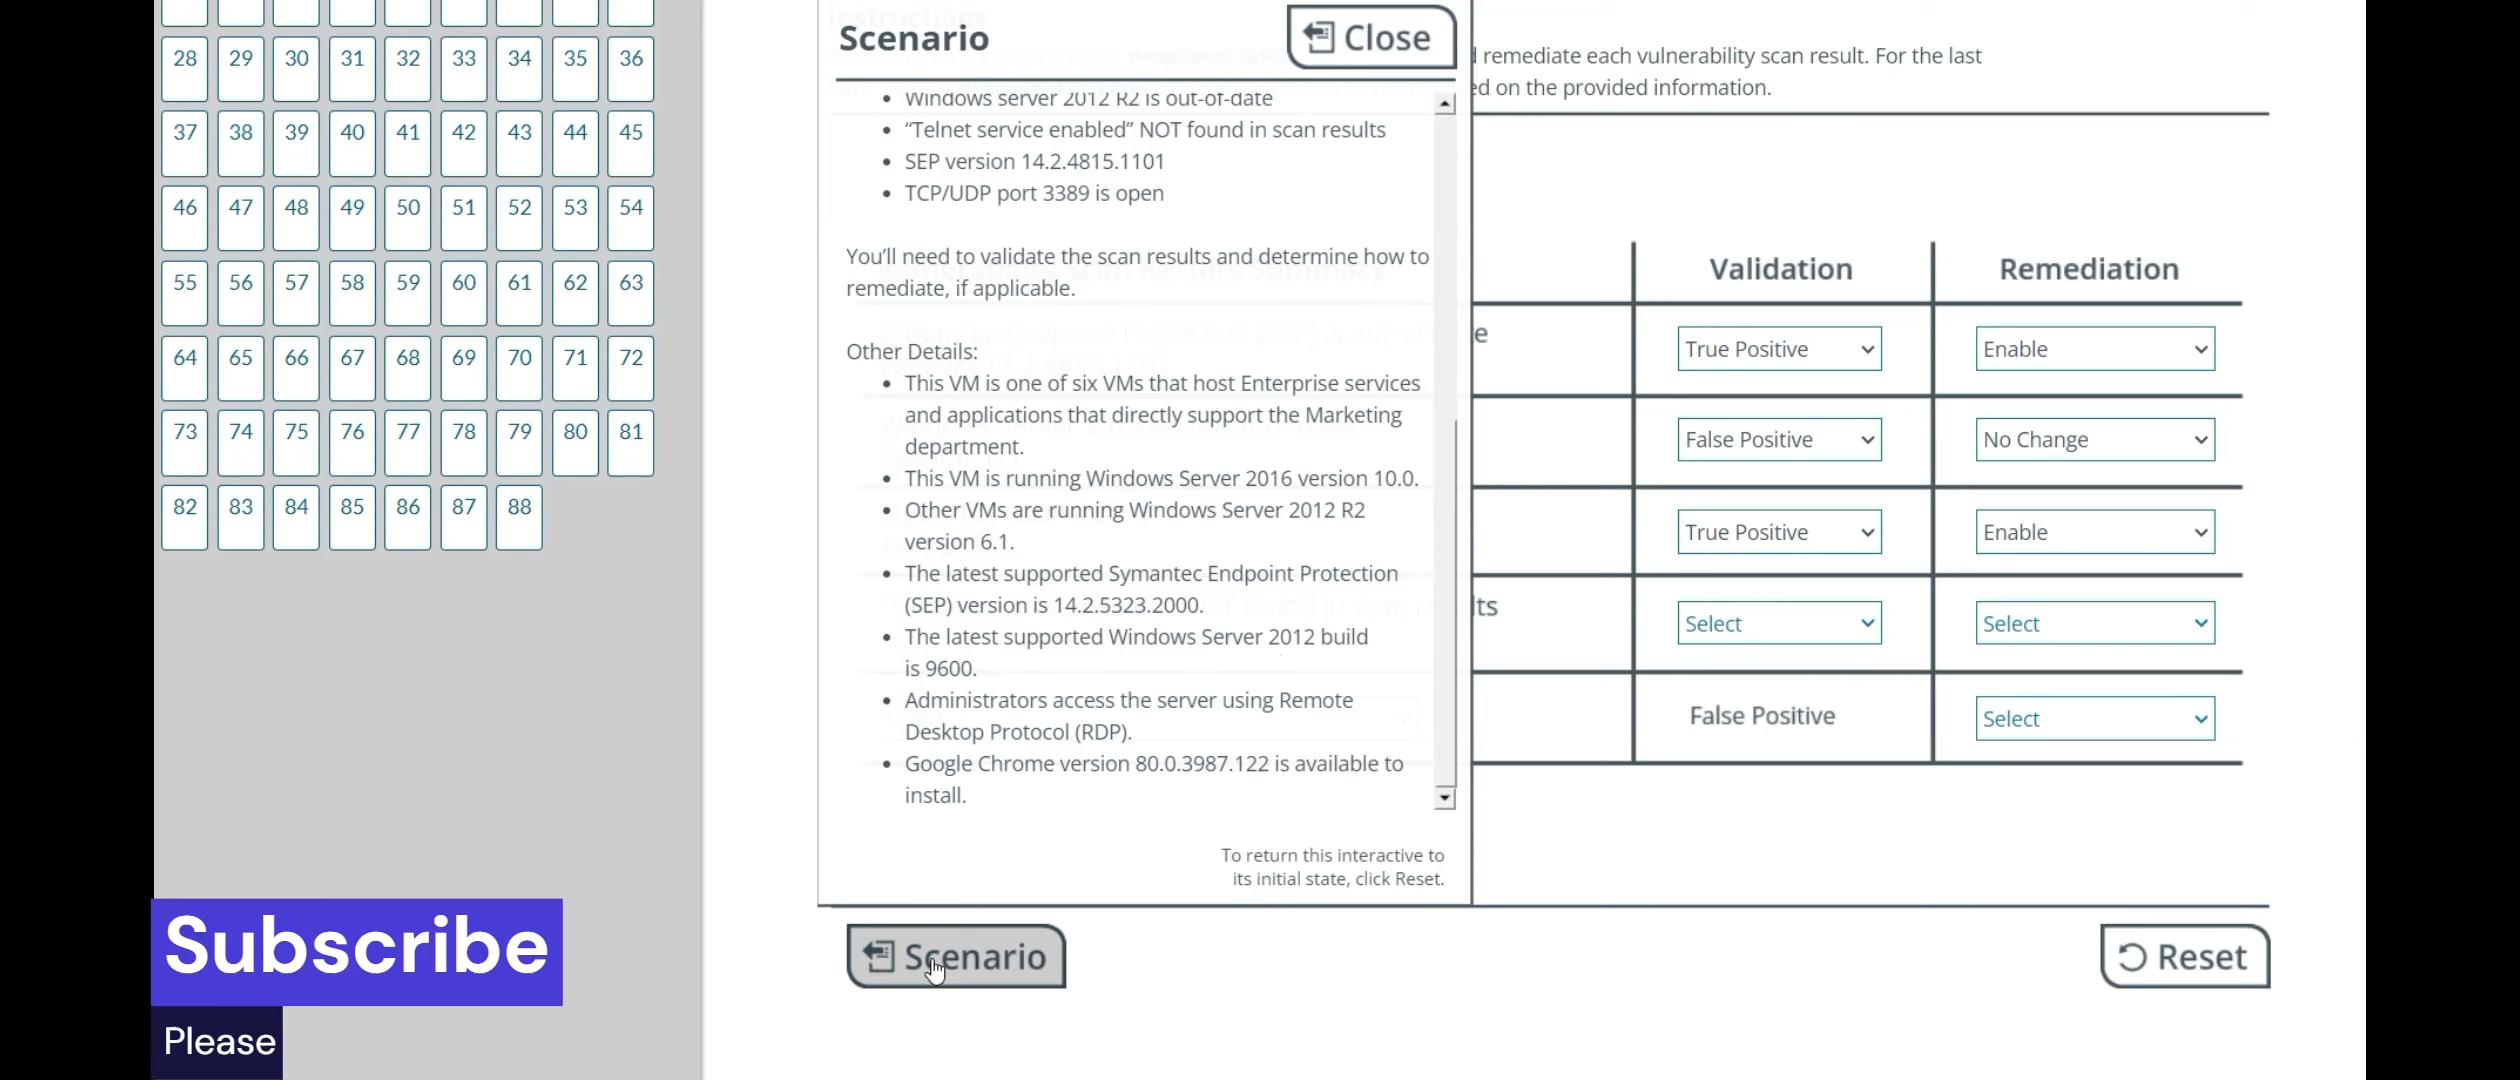 28 29 30 31 32 33 34 35 36
37 38 39 40 41 42 43 44 45
46 47 48 49 50 51 52 53 54
55 56 57 58 59 60 61 62 63
64 65 66 67 68 69 70 71 72
73 74 75 76 77 78 79 80 81
82 83 84 85 86 87 88
Subscribe
Please
Scenario
Close
Windows server 2012 R2 is out-of-date
“Telnet service enabled” NOT found in scan results
SEP version 14.2.4815.1101
TCP/UDP port 3389 is open
You’ll need to validate the scan results and determine how to
remediate, if applicable.
Other Details:
This VM is one of six VMs that host Enterprise services
and applications that directly support the Marketing
department.
This VM is running Windows Server 2016 version 10.0.
Other VMs are running Windows Server 2012 R2
version 6.1.
The latest supported Symantec Endpoint Protection
(SEP) version is 14.2.5323.2000.
The latest supported Windows Server 2012 build
is 9600.
Administrators access the server using Remote
Desktop Protocol (RDP).
Google Chrome version 80.0.3987.122 is available to
install.
To return this interactive to
its initial state, click Reset.
remediate each vulnerability scan result. For the last
on the provided information.
Validation Remediation
True Positive Enable
False Positive No Change
True Positive Enable
Select Select
False Positive Select
Scenario
Reset